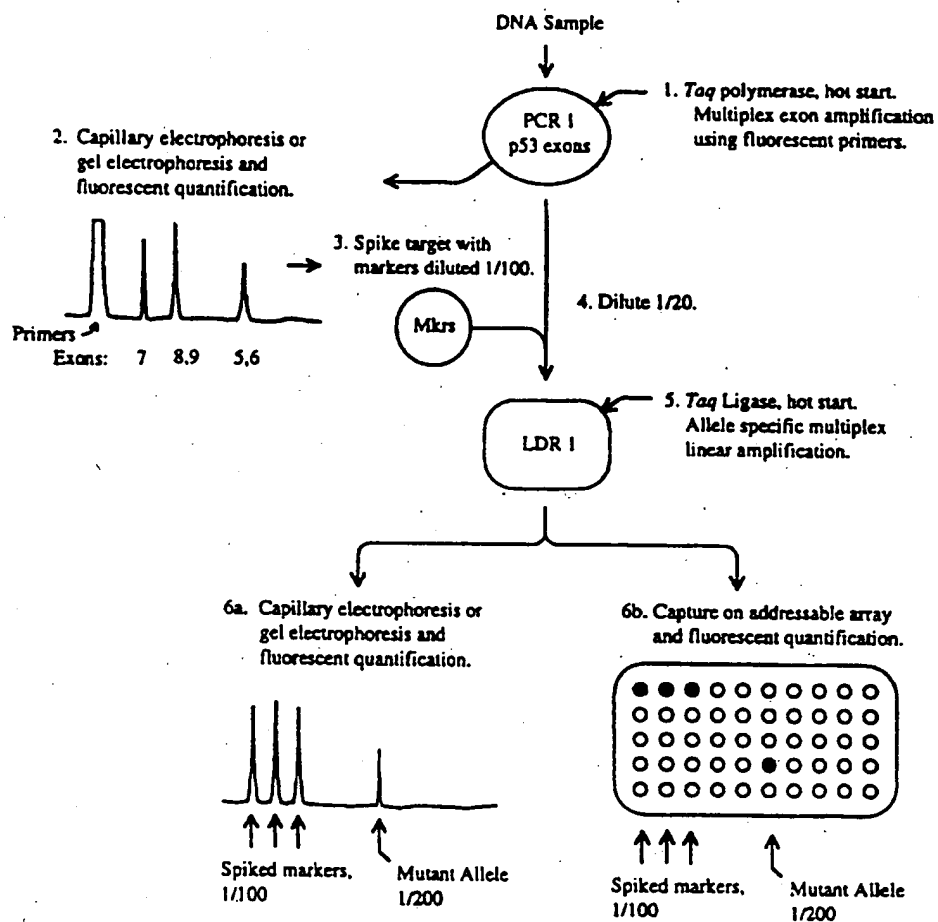 DNA Sample
PCR 1
p53 exons
1. Taq polymerase, hot start.
Multiplex exon amplification
using fluorescent primers.
2. Capillary electrophoresis or
gel electrophoresis and
fluorescent quantification.
Primers
Exons: 7 8,9 5,6
3. Spike target with
markers diluted 1/100.
Mkrs
4. Dilute 1/20.
5. Taq Ligase, hot start.
Allele specific multiplex
linear amplification.
LDR 1
6a. Capillary electrophoresis or
gel electrophoresis and
fluorescent quantification.
Spiked markers,
1/100
Mutant Allele
1/200
6b. Capture on addressable array
and fluorescent quantification.
Spiked markers,
1/100
Mutant Allele
1/200